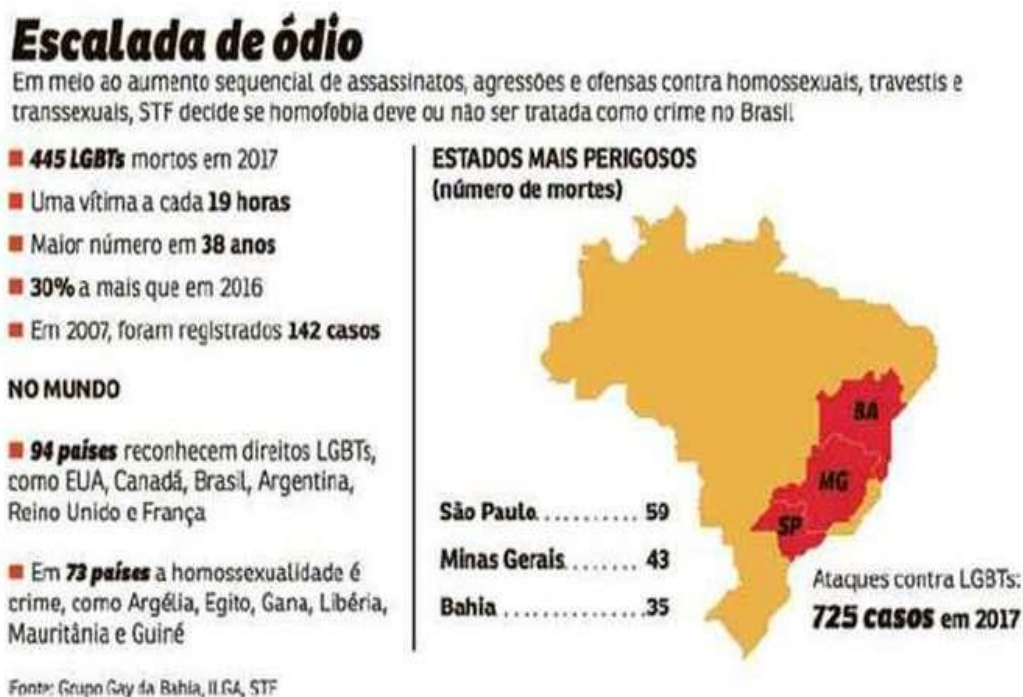 Escalada de ódio
Em meio ao aumento sequencial de assassinatos, agressões e ofensas contra homossexuais, travestis e
transsexuais, STF decide se homofobia deve ou não ser tratada como crime no Brasil
445 LGBTs mortos em 2017
Uma vítima a cada 19 horas
Maior número em 38 anos
30% a mais que em 2016
Em 2007, foram registrados 142 casos
NO MUNDO
94 países reconhecem direitos LGBTs,
como EUA, Canadá, Brasil, Argentina,
Reino Unido e França
Em 73 países a homossexualidade é
crime, como Argélia, Egito, Gana, Libéria,
Mauritânia e Guiné
ESTADOS MAIS PERIGOSOS
(número de mortes)
BA
MG
SP
São Paulo........... 59
Minas Gerais....... 43
Bahia ...............35
Ataques contra LGBTs:
725 casos em 2017
Fonte: Grupo Gay da Bahia, ILGA, STF